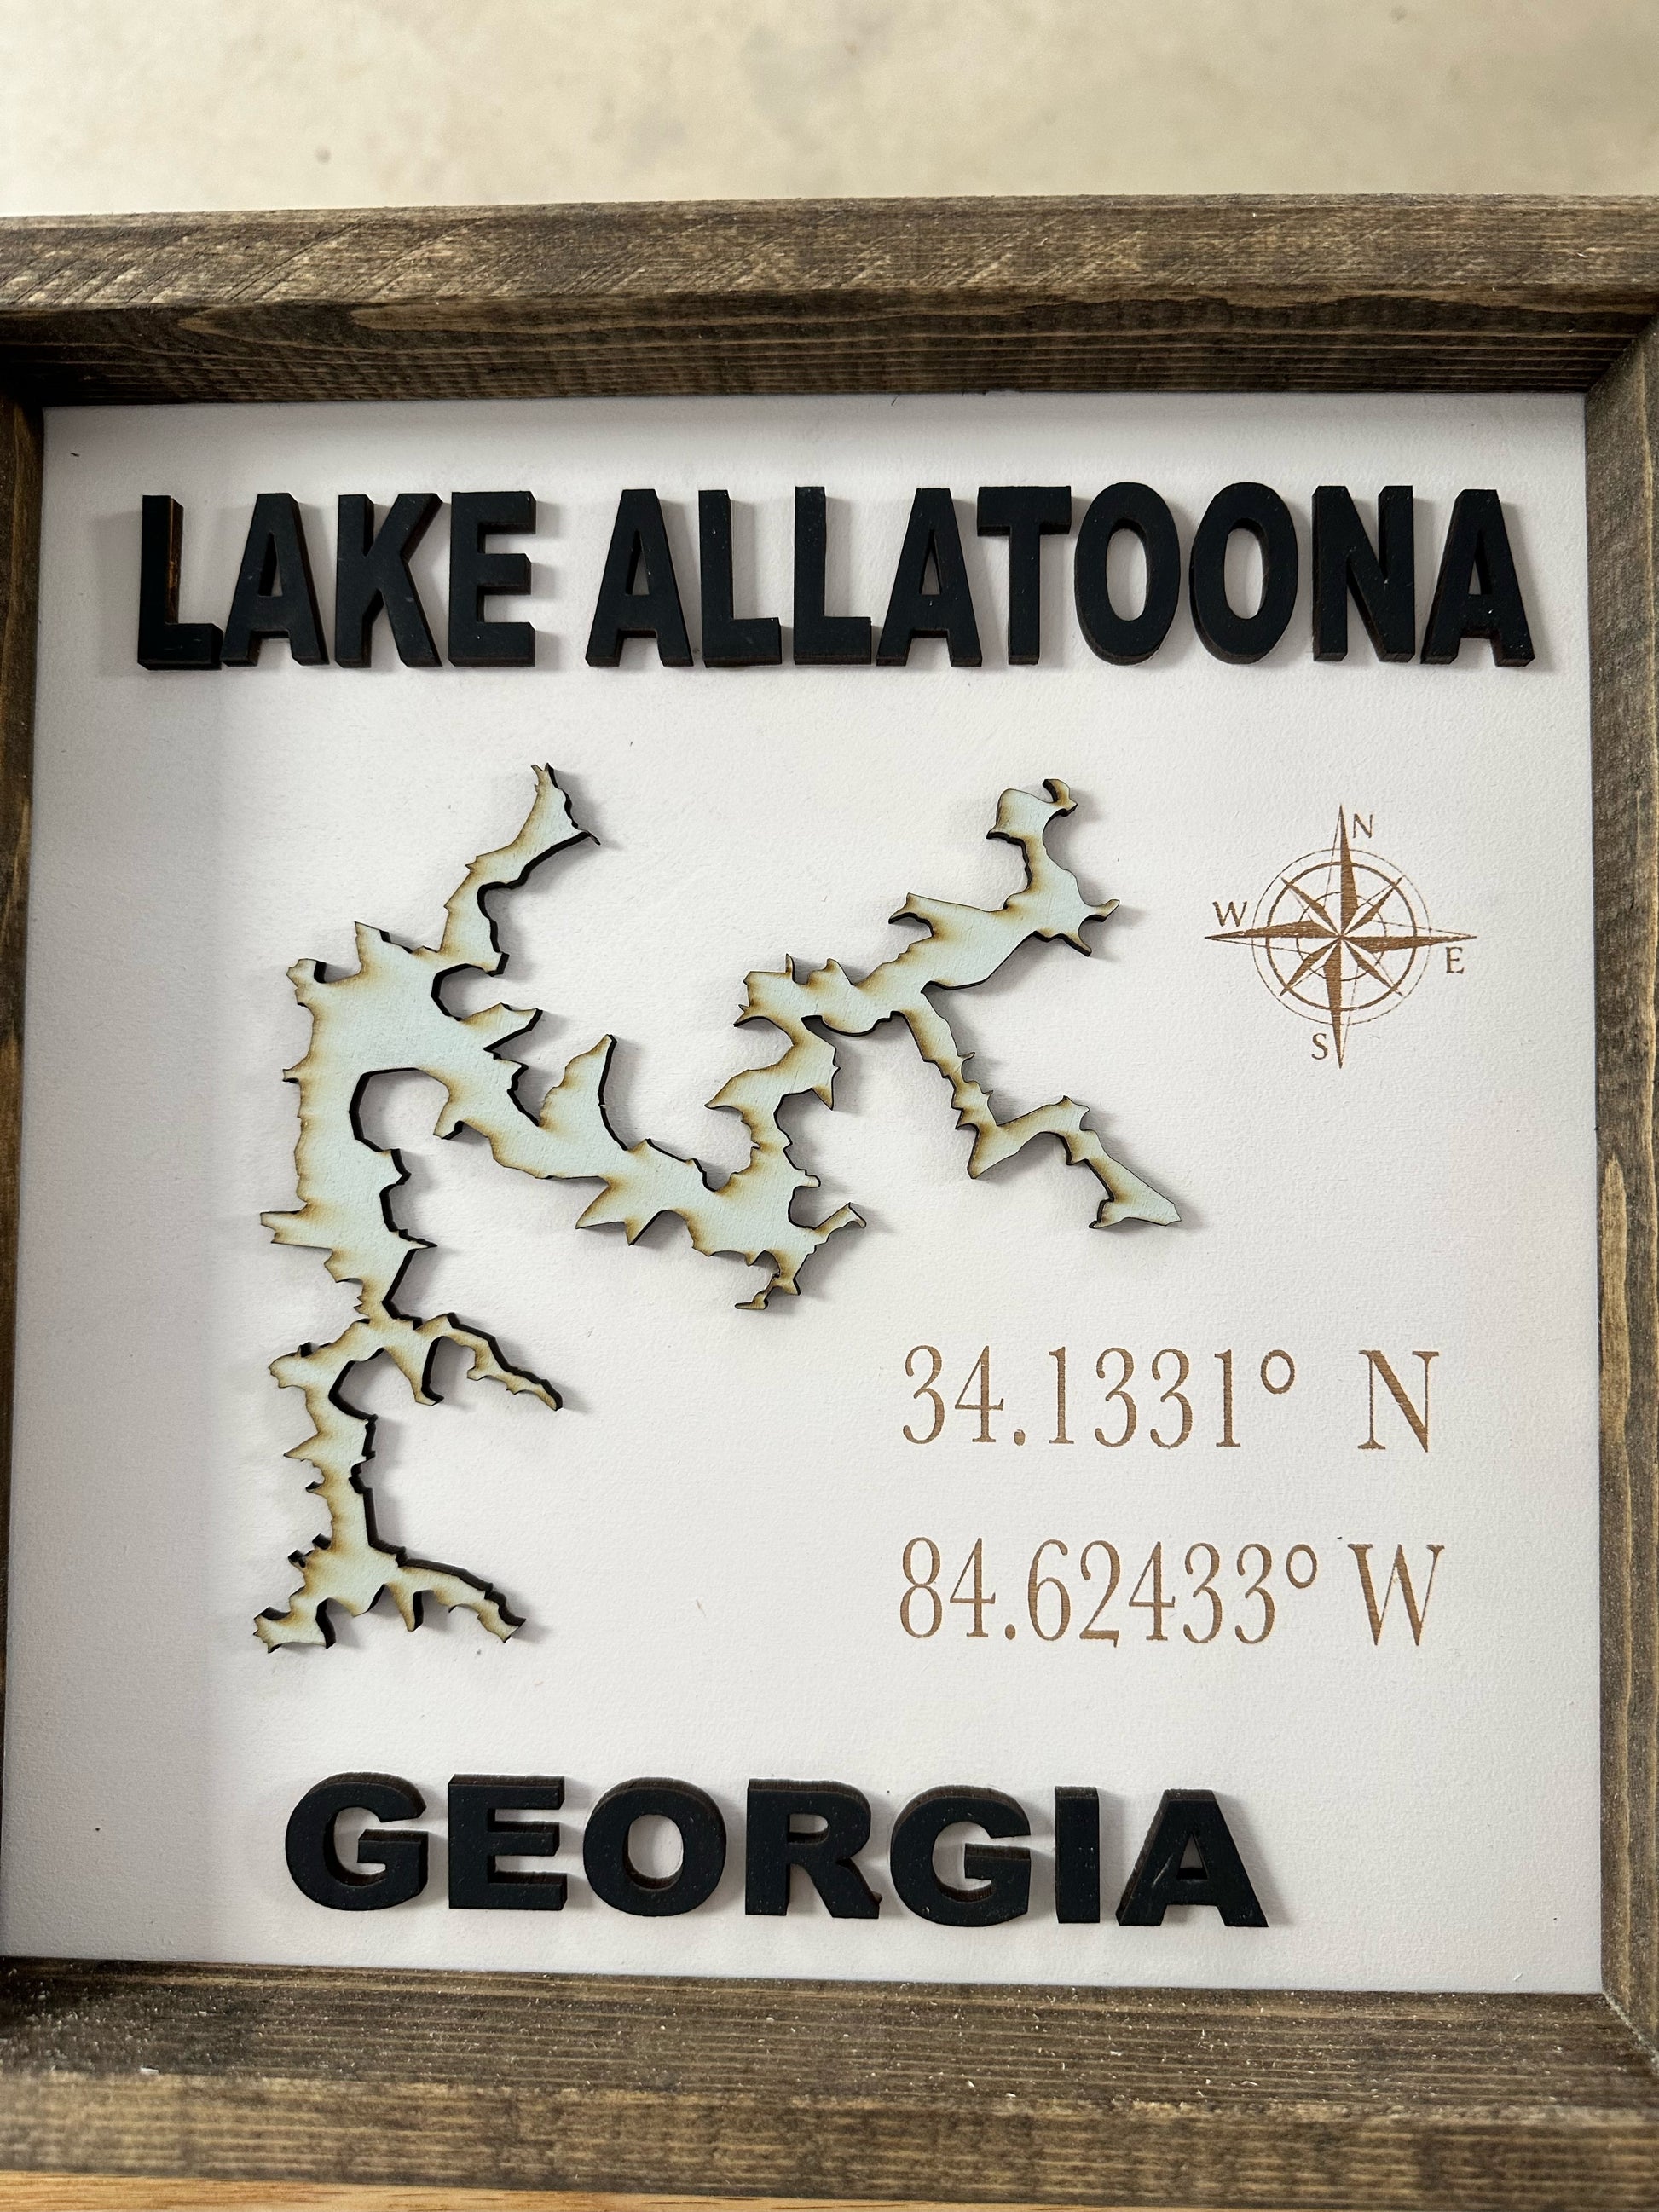 LAKE ALLATOONA
N
W
E
S
34.1331° N
84.62433° W
GEORGIA